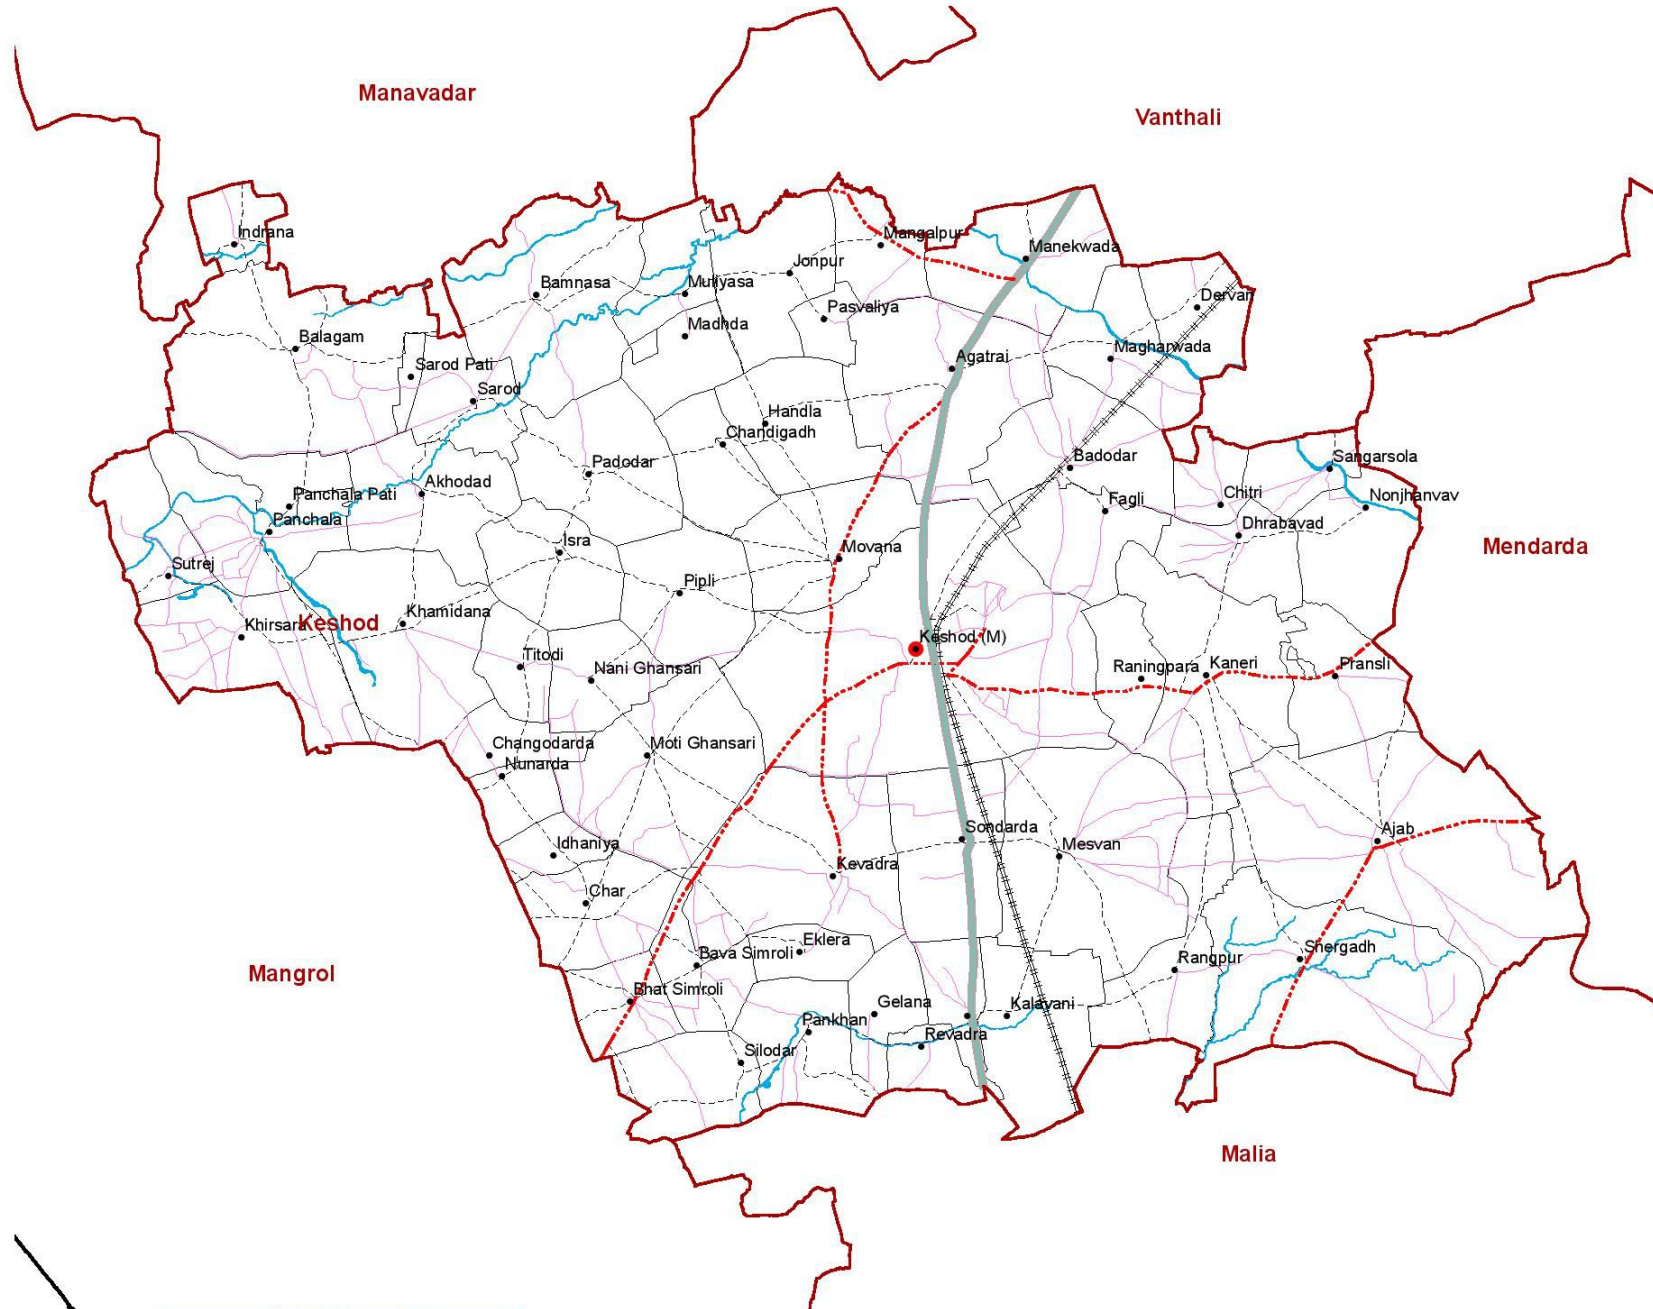 Manavadar
Vanthali
Indrana
Mangalpur
Manekwada
Jonpur
Bamnasa
Muliyasa
Dervan
Pasvaliya
Madhda
Balagam
Magharwada
Agatrai
Sarod Pati
Sarod
Handla
Chandigadh
Badodar
Sangarsola
Padodar
Akhodad
Panchala Pati
Fagli
Chitri
Nonjhanvav
Panchala
Dhrabavad
Isra
Movana
Mendarda
Sutrej
Pipli
Khamidana
Khirsara
Keshod
Keshod (M)
Titodi
Nani Ghansari
Raningpara
Kaneri
Pransli
Changodarda
Moti Ghansari
Nunarda
Sondarda
Ajab
Idhaniya
Mesvan
Kevadra
Char
Eklera
Bava Simroli
Shergadh
Rangpur
Mangrol
Bhat Simroli
Gelana
Kalavani
Pankhan
Revadra
Silodar
Malia